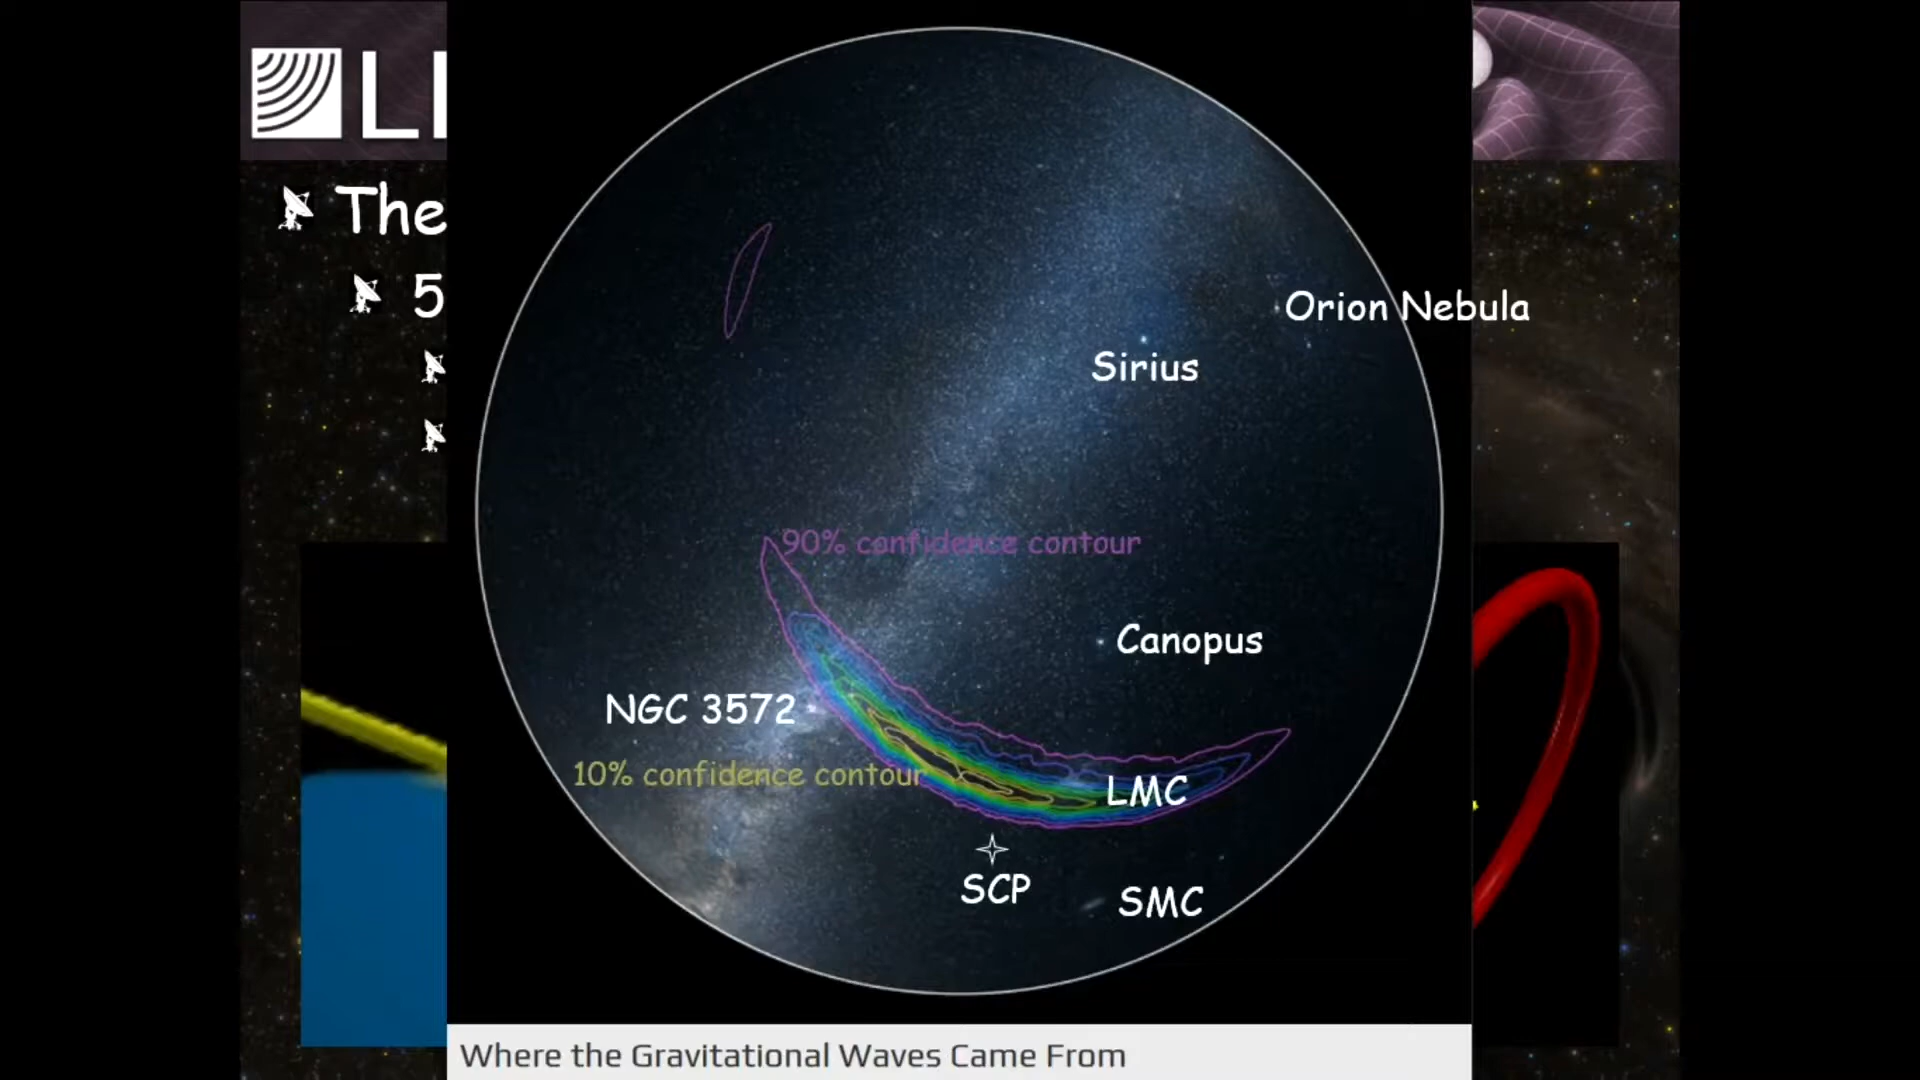 LI
The
5
Orion Nebula
Sirius
90% confidence contour
Canopus
NGC 3572
10% confidence contour
LMC
SCP
SMC
Where the Gravitational Waves Came From